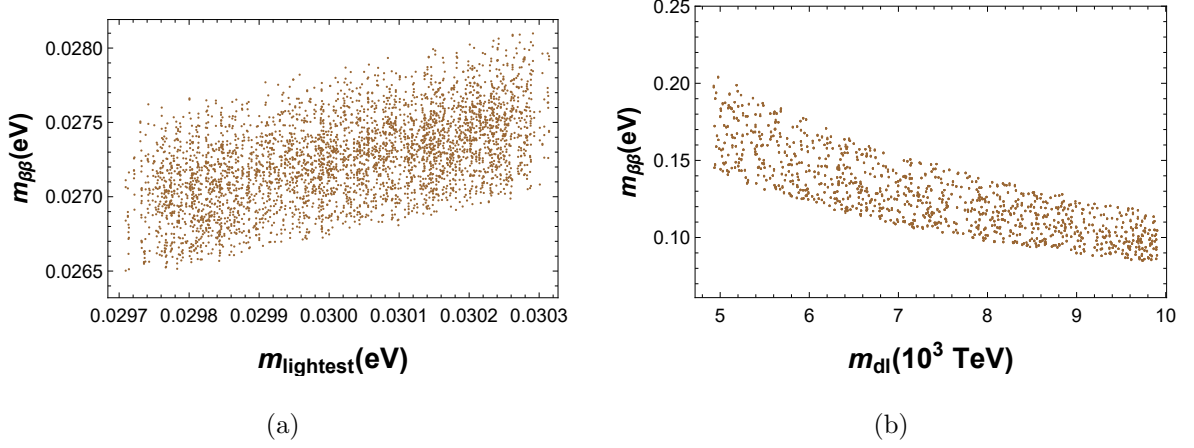 0.0280
0.0275
0.0270
0.0265
m_ββ(eV)
0.0297 0.0298 0.0299 0.0300 0.0301 0.0302 0.0303
m_lightest(eV)
(a)
0.25
0.20
0.15
0.10
m_ββ(eV)
5 6 7 8 9 10
m_dl(10³ TeV)
(b)